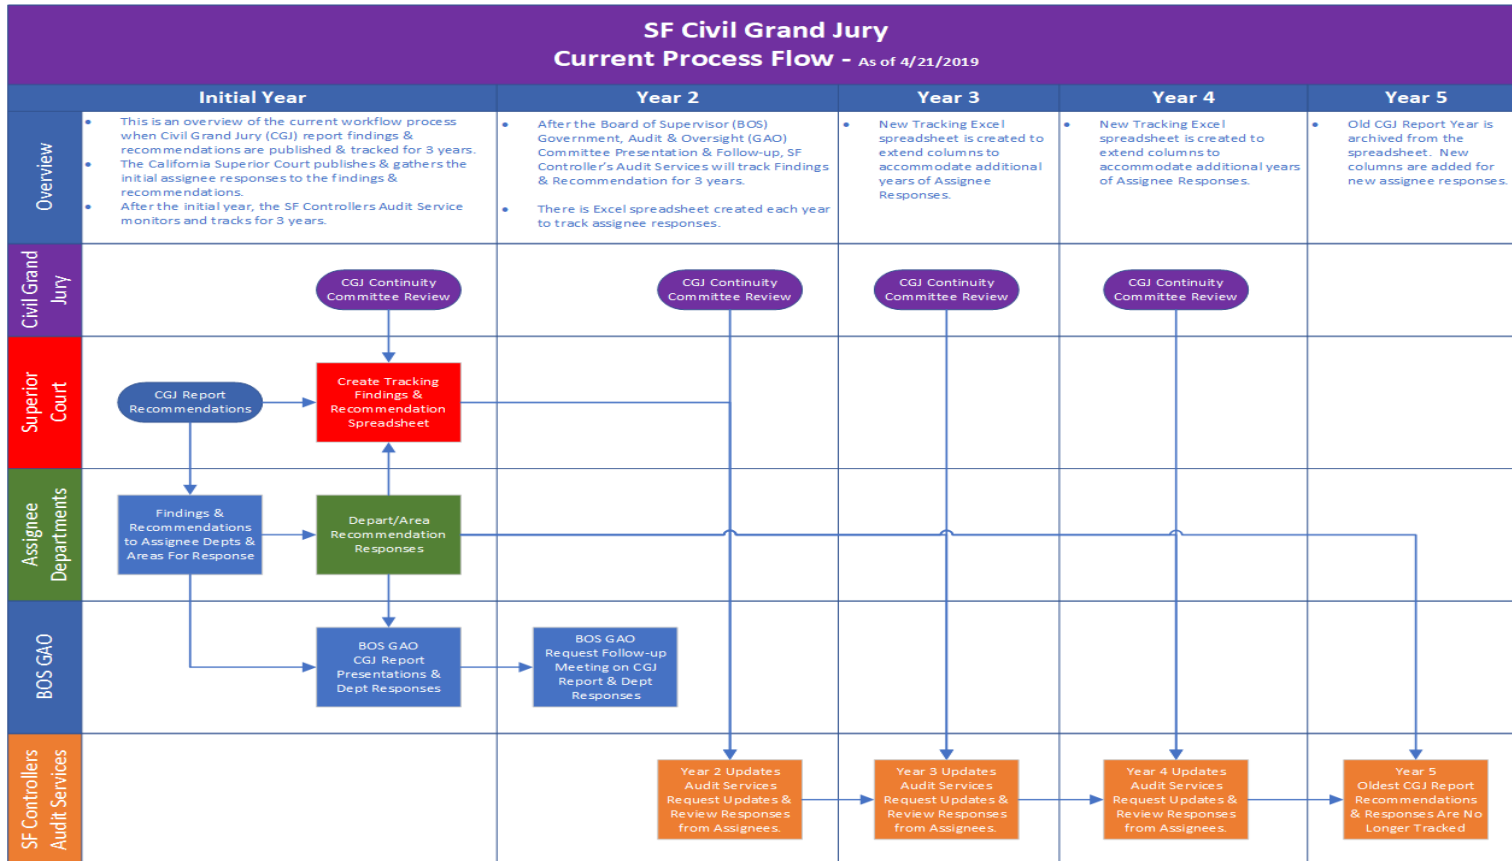 SF Civil Grand Jury
Current Process Flow - As of 4/21/2019
Initial Year
Year 2
Year 3
Year 4
Year 5
Overview
• This is an overview of the current workflow process
when Civil Grand Jury (CGJ) report findings &
recommendations are published & tracked for 3 years.
• The California Superior Court publishes & gathers the
initial assignee responses to the findings &
recommendations.
• After the initial year, the SF Controllers Audit Service
monitors and tracks for 3 years.
• After the Board of Supervisor (BOS)
Government, Audit & Oversight (GAO)
Committee Presentation & Follow-up, SF
Controller's Audit Services will track Findings
& Recommendation for 3 years.
• There is Excel spreadsheet created each year
to track assignee responses.
• New Tracking Excel
spreadsheet is created to
extend columns to
accommodate additional
years of Assignee
Responses.
• New Tracking Excel
spreadsheet is created to
extend columns to
accommodate additional years
of Assignee Responses.
• Old CGJ Report Year is
archived from the
spreadsheet. New
columns are added for
new assignee responses.
Civil Grand
Jury
CGJ Continuity
Committee Review
CGJ Continuity
Committee Review
CGJ Continuity
Committee Review
CGJ Continuity
Committee Review
Superior
Court
CGJ Report
Recommendations
Create Tracking
Findings &
Recommendation
Spreadsheet
Assignee
Departments
Findings &
Recommendations
to Assignee Depts &
Areas For Response
Depart/Area
Recommendation
Responses
BOS GAO
BOS GAO
CGJ Report
Presentations &
Dept Responses
BOS GAO
Request Follow-up
Meeting on CGJ
Report & Dept
Responses
SF Controllers
Audit Services
Year 2 Updates
Audit Services
Request Updates &
Review Responses
from Assignees.
Year 3 Updates
Audit Services
Request Updates &
Review Responses
from Assignees.
Year 4 Updates
Audit Services
Request Updates &
Review Responses
from Assignees.
Year 5
Oldest CGJ Report
Recommendations
& Responses Are No
Longer Tracked